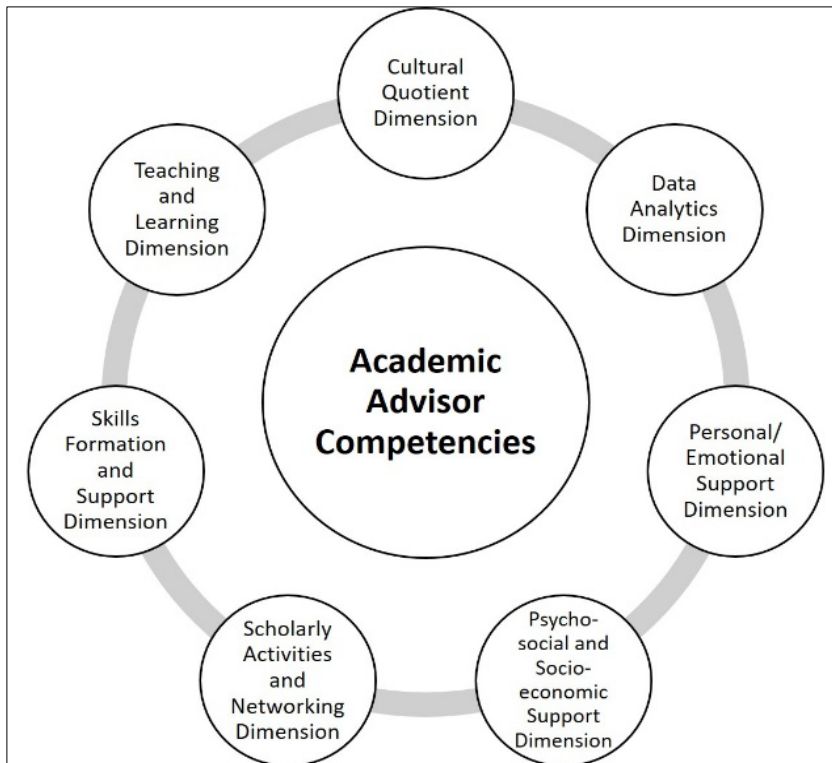 Cultural
Quotient
Dimension
Data
Analytics
Dimension
Personal/
Emotional
Support
Dimension
Psycho-
social and
Socio-
economic
Support
Dimension
Scholarly
Activities
and
Networking
Dimension
Skills
Formation
and
Support
Dimension
Teaching
and
Learning
Dimension
Academic
Advisor
Competencies